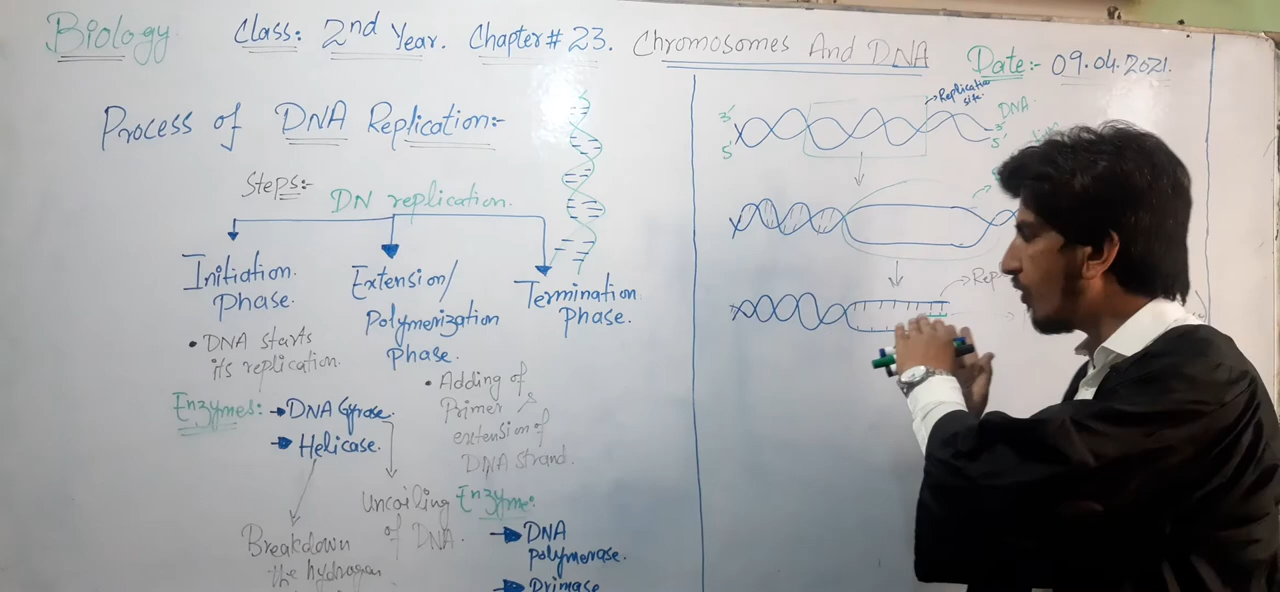 Biology
Class: 2nd Year. Chapter# 23. Chromosomes And DNA
Date:- 09.04.2021.
Process of DNA Replication:-
Steps:-
DN replication.
Initiation
Phase.
• DNA starts
its replication.
Enzymes: → DNA Gyrase.
→ Helicase.
Breakdown
the hydrogen
Uncoiling
of DNA.
Extension/
Polymerization
Phase.
• Adding of
Primer &
extension of
DNA strand.
Enzyme:
→ DNA
polymerase.
→ Primase
Termination
Phase.
Replication
site.
3'
5'
DNA.
3'
5'